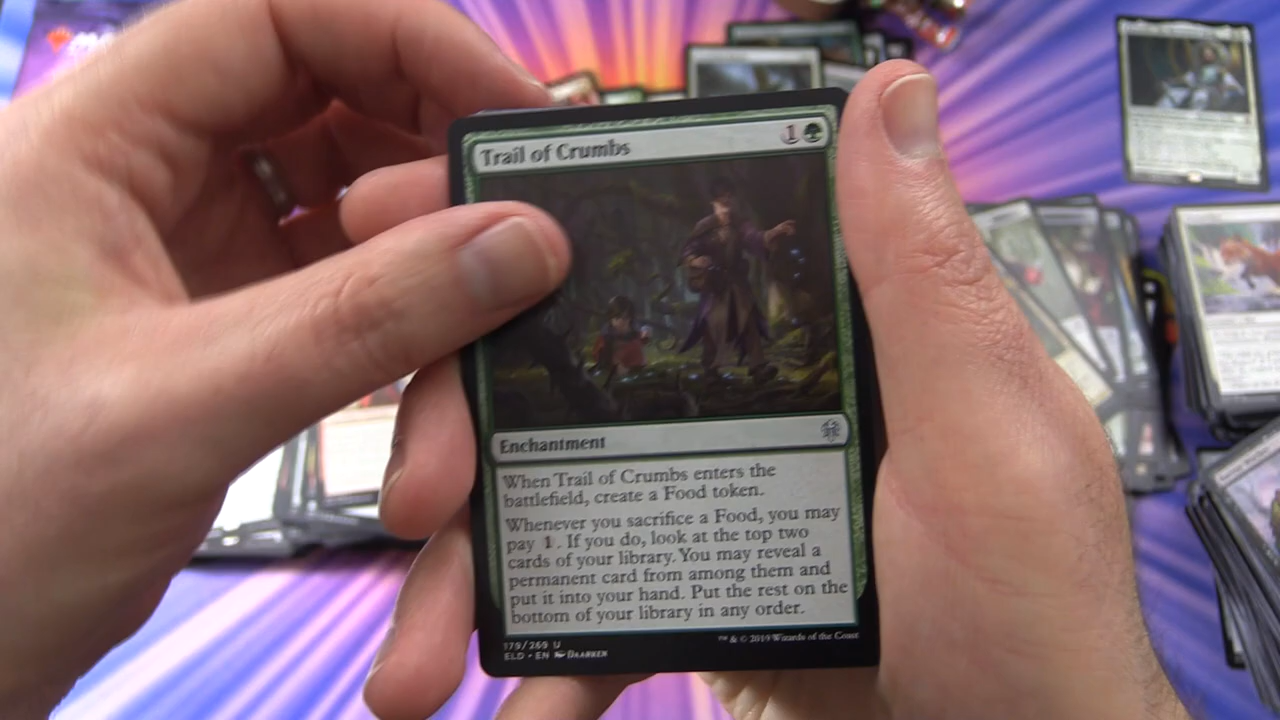 Trail of Crumbs 1
Enchantment
When Trail of Crumbs enters the
battlefield, create a Food token.
Whenever you sacrifice a Food, you may
pay 1. If you do, look at the top two
cards of your library. You may reveal a
permanent card from among them and
put it into your hand. Put the rest on the
bottom of your library in any order.
179/269 U
ELD • EN Daarken
™ & © 2019 Wizards of the Coast